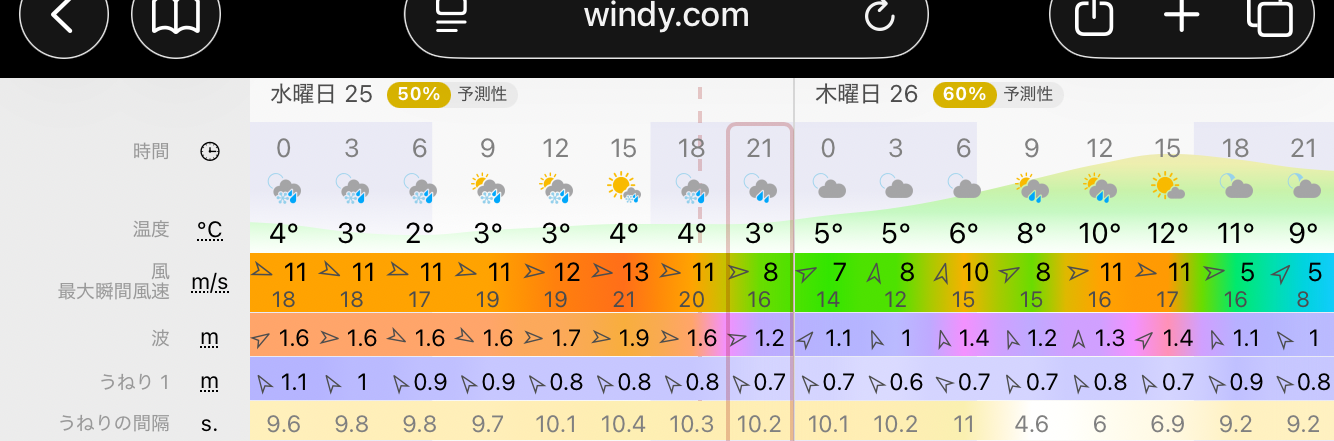 windy.com
水曜日 25 50% 予測性 木曜日 26 60% 予測性
時間 0 3 6 9 12 15 18 21 0 3 6 9 12 15 18 21
温度 °C 4° 3° 2° 3° 3° 4° 4° 3° 5° 5° 6° 8° 10° 12° 11° 9°
風 m/s 11 11 11 11 12 13 11 8 7 8 10 8 11 11 5 5
最大瞬間風速 18 18 17 19 19 21 20 16 14 12 15 15 16 17 16 8
波 m 1.6 1.6 1.6 1.6 1.7 1.9 1.6 1.2 1.1 1 1.4 1.2 1.3 1.4 1.1 1
うねり 1 m 1.1 1 0.9 0.9 0.8 0.8 0.8 0.7 0.7 0.6 0.7 0.7 0.8 0.7 0.9 0.8
うねりの間隔 s. 9.6 9.8 9.8 9.7 10.1 10.4 10.3 10.2 10.1 10.2 11 4.6 6 6.9 9.2 9.2